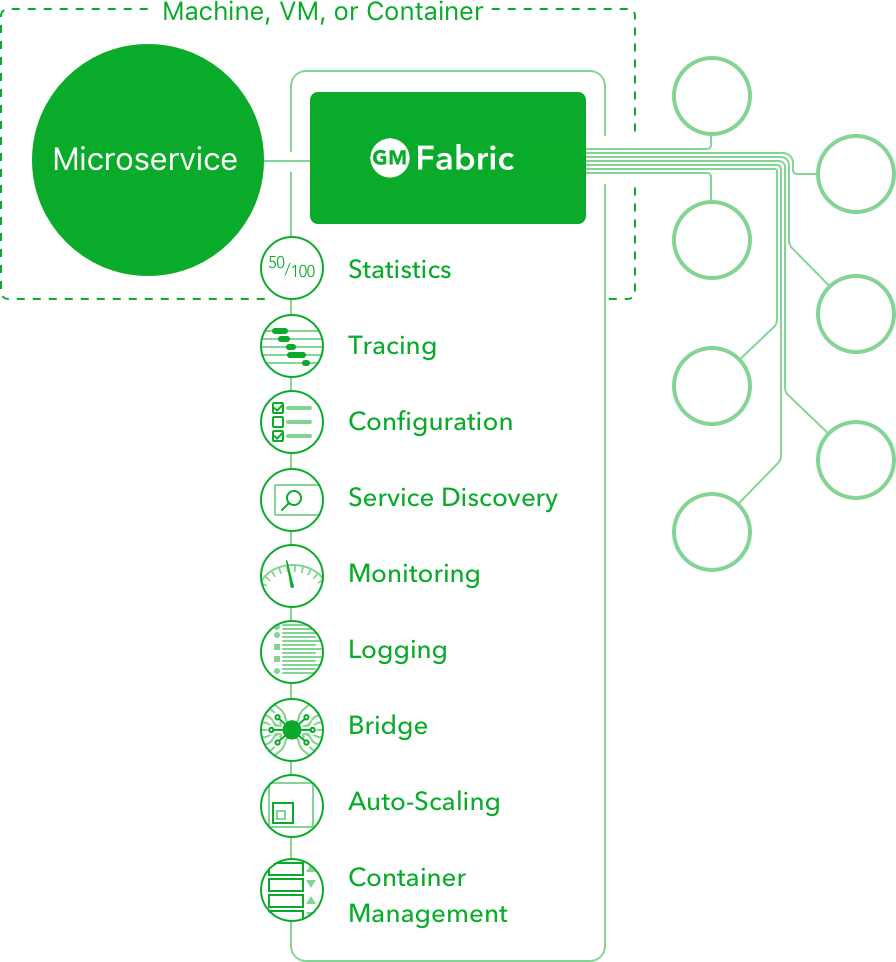 Machine, VM, or Container
Microservice
GM Fabric
50/100
Statistics
Tracing
Configuration
Service Discovery
Monitoring
Logging
Bridge
Auto-Scaling
Container
Management